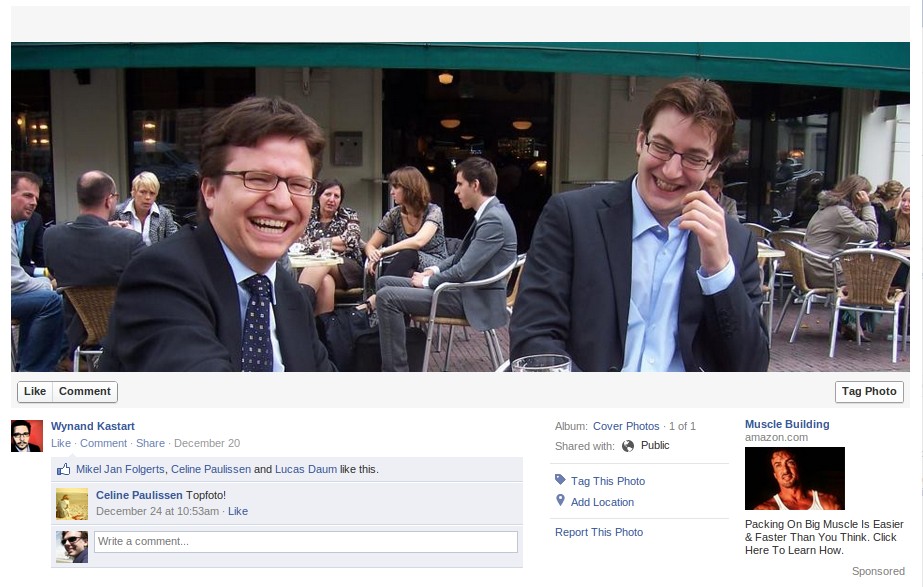 Like Comment
Tag Photo
Wynand Kastart
Like · Comment · Share · December 20
Mikel Jan Folgerts, Celine Paulissen and Lucas Daum like this.
Celine Paulissen Topfoto!
December 24 at 10:53am · Like
Write a comment...
Album: Cover Photos · 1 of 1
Shared with: Public
Tag This Photo
Add Location
Report This Photo
Muscle Building
amazon.com
Packing On Big Muscle Is Easier
& Faster Than You Think. Click
Here To Learn How.
Sponsored